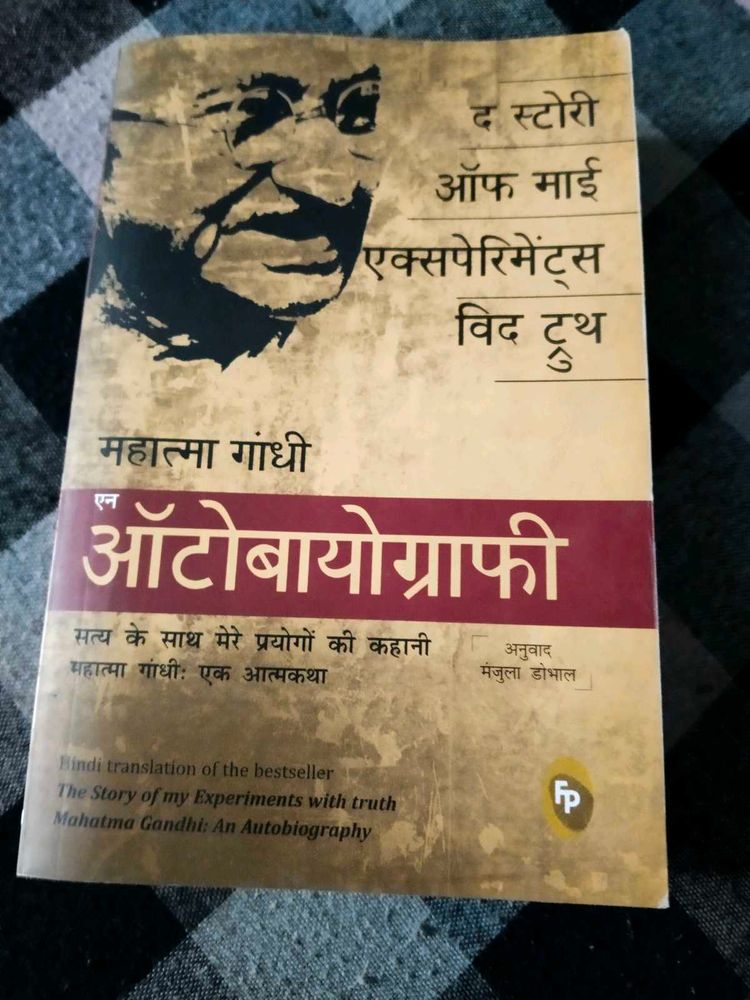 द स्टोरी
ऑफ माई
एक्सपेरिमेंट्स
विद ट्रुथ
महात्मा गांधी
एन
ऑटोबायोग्राफी
सत्य के साथ मेरे प्रयोगों की कहानी
महात्मा गांधी: एक आत्मकथा
अनुवाद
मंजुला डोभाल
Hindi translation of the bestseller
The Story of my Experiments with truth
Mahatma Gandhi: An Autobiography
FP